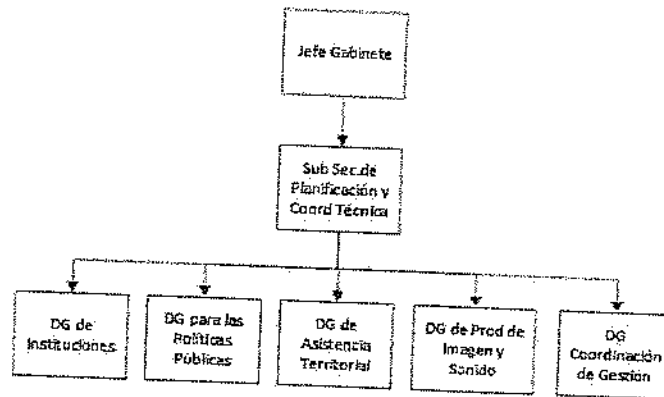 Jefe Gabinete
Sub Sec.de
Planificación y
Coord Técnica
DG de
Instituciones
DG para las
Políticas
Públicas
DG de
Asistencia
Territorial
DG de Prod de
Imagen y
Sonido
DG
Coordinación
de Gestión